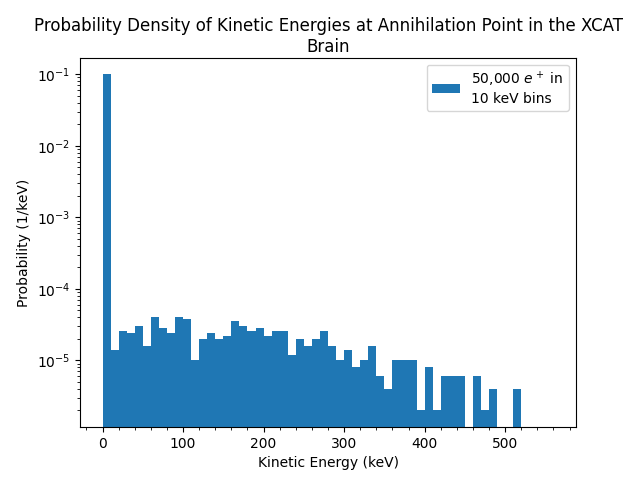 Probability Density of Kinetic Energies at Annihilation Point in the XCAT
Brain
50,000 e⁺ in
10 keV bins
10⁻¹
10⁻²
10⁻³
10⁻⁴
10⁻⁵
Probability (1/keV)
0 100 200 300 400 500
Kinetic Energy (keV)